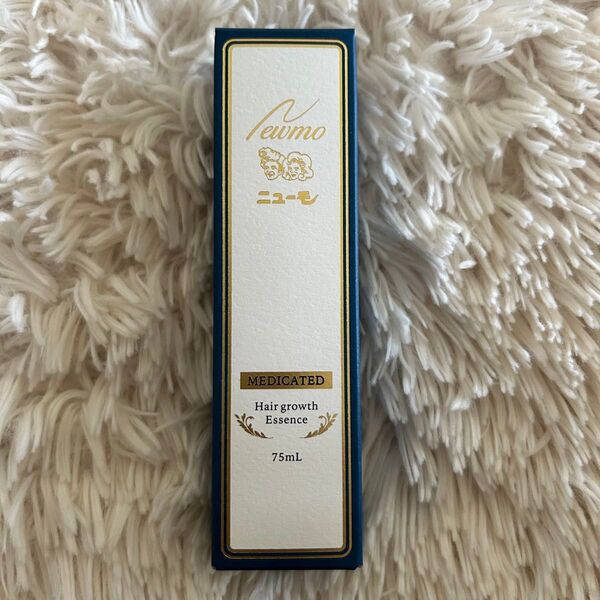 Newmo
ニューモ
MEDICATED
Hair growth
Essence
75mL